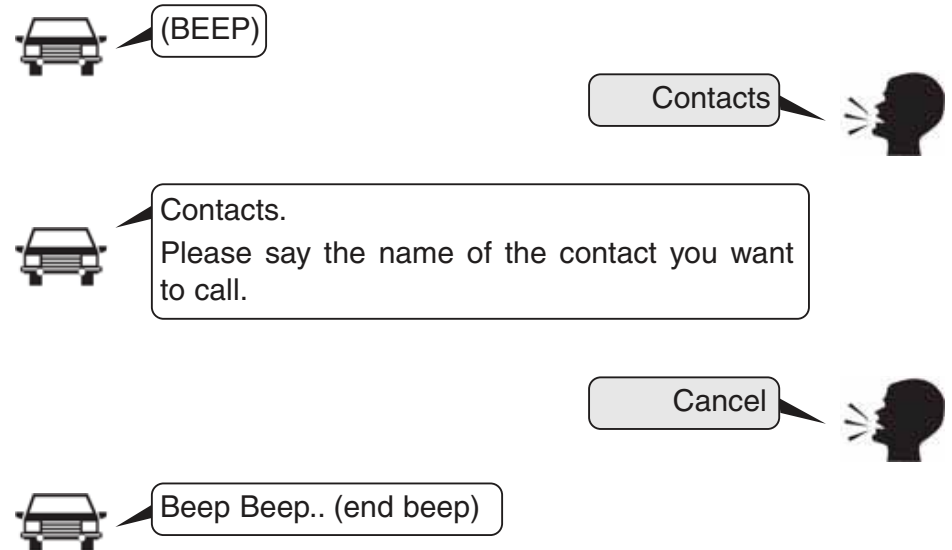 (BEEP)
Contacts
Contacts.
Please say the name of the contact you want
to call.
Cancel
Beep Beep.. (end beep)